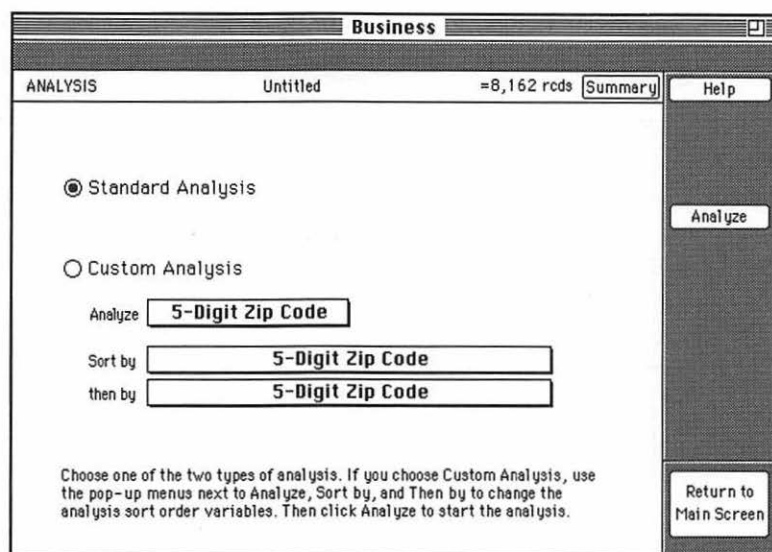 Business
ANALYSIS Untitled =8,162 rcds Summary
Help
Standard Analysis
Analyze
Custom Analysis
Analyze 5-Digit Zip Code
Sort by 5-Digit Zip Code
then by 5-Digit Zip Code
Choose one of the two types of analysis. If you choose Custom Analysis, use
the pop-up menus next to Analyze, Sort by, and Then by to change the
analysis sort order variables. Then click Analyze to start the analysis.
Return to
Main Screen